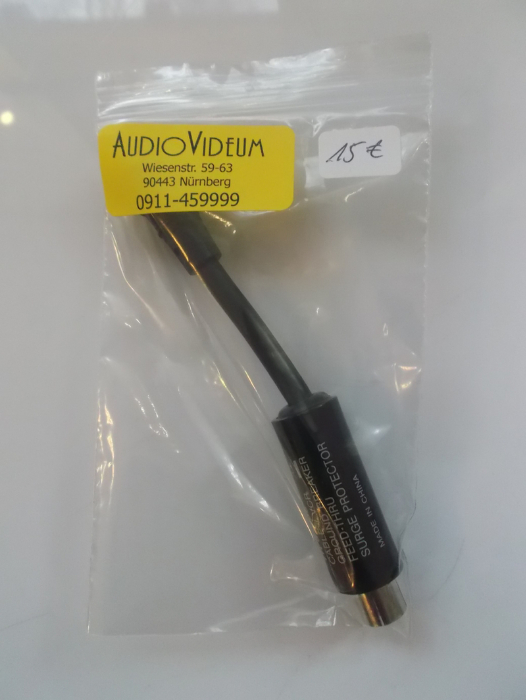 AUDIOVIDEUM
Wiesenstr. 59-63
90443 Nürnberg
0911-459999
15 €
FEED-THRU
SURGE PROTECTOR
MADE IN CHINA